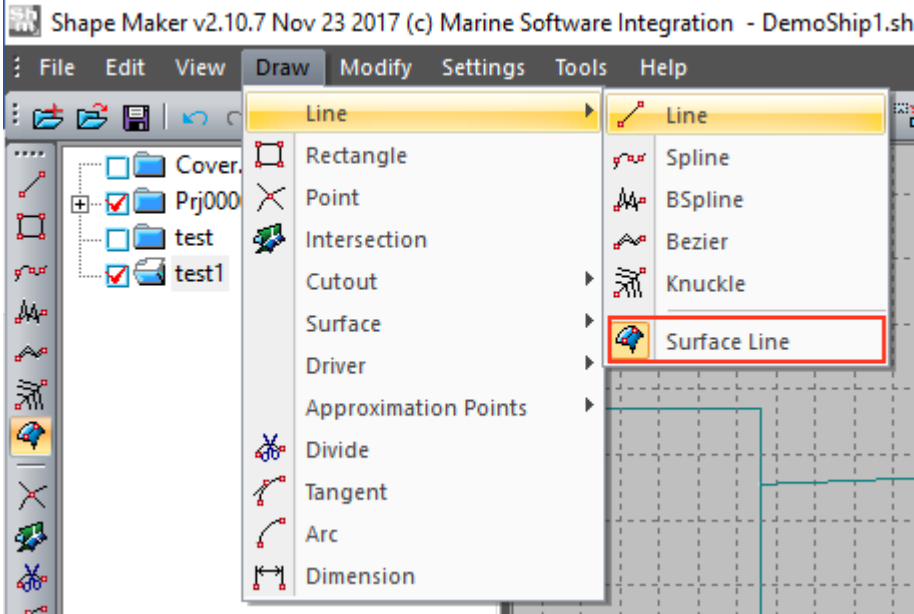 Shape Maker v2.10.7 Nov 23 2017 (c) Marine Software Integration - DemoShip1.sh
File Edit View Draw Modify Settings Tools Help
Line
Rectangle
Point
Intersection
Cutout
Surface
Driver
Approximation Points
Divide
Tangent
Arc
Dimension
Line
Spline
BSpline
Bezier
Knuckle
Surface Line
Cover.
Prj000
test
test1